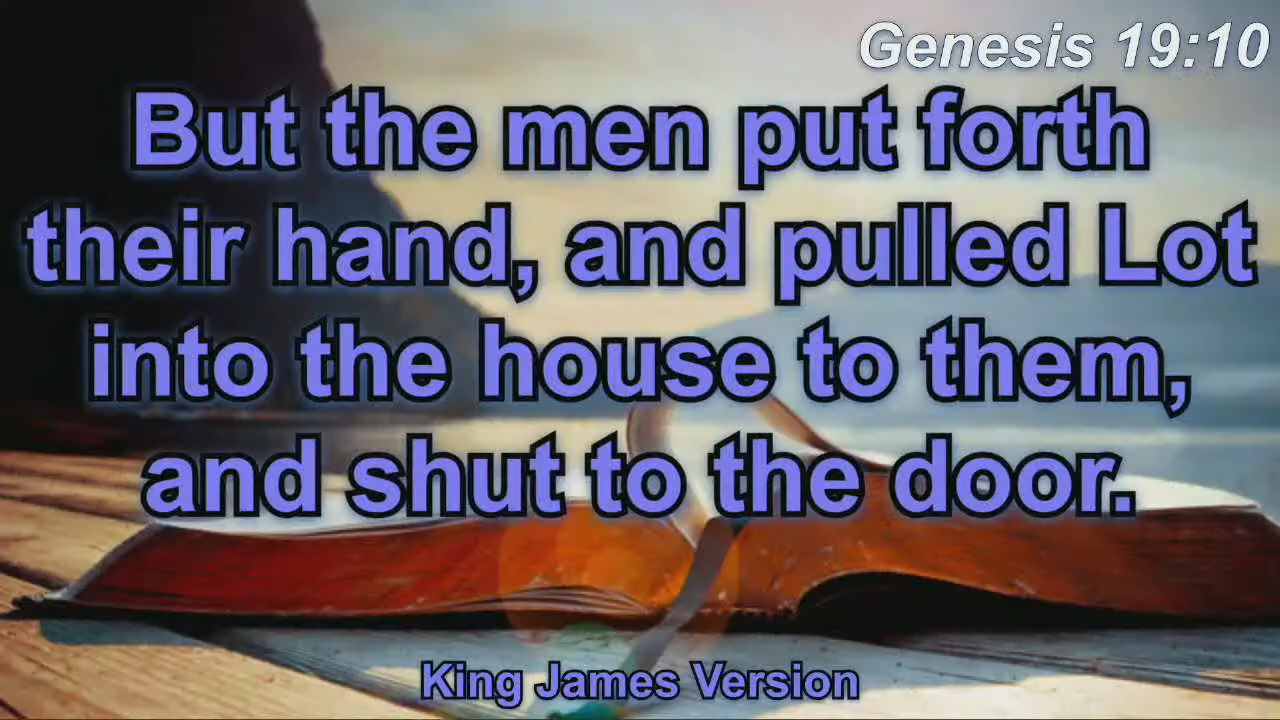 Genesis 19:10
But the men put forth
their hand, and pulled Lot
into the house to them,
and shut to the door.
King James Version